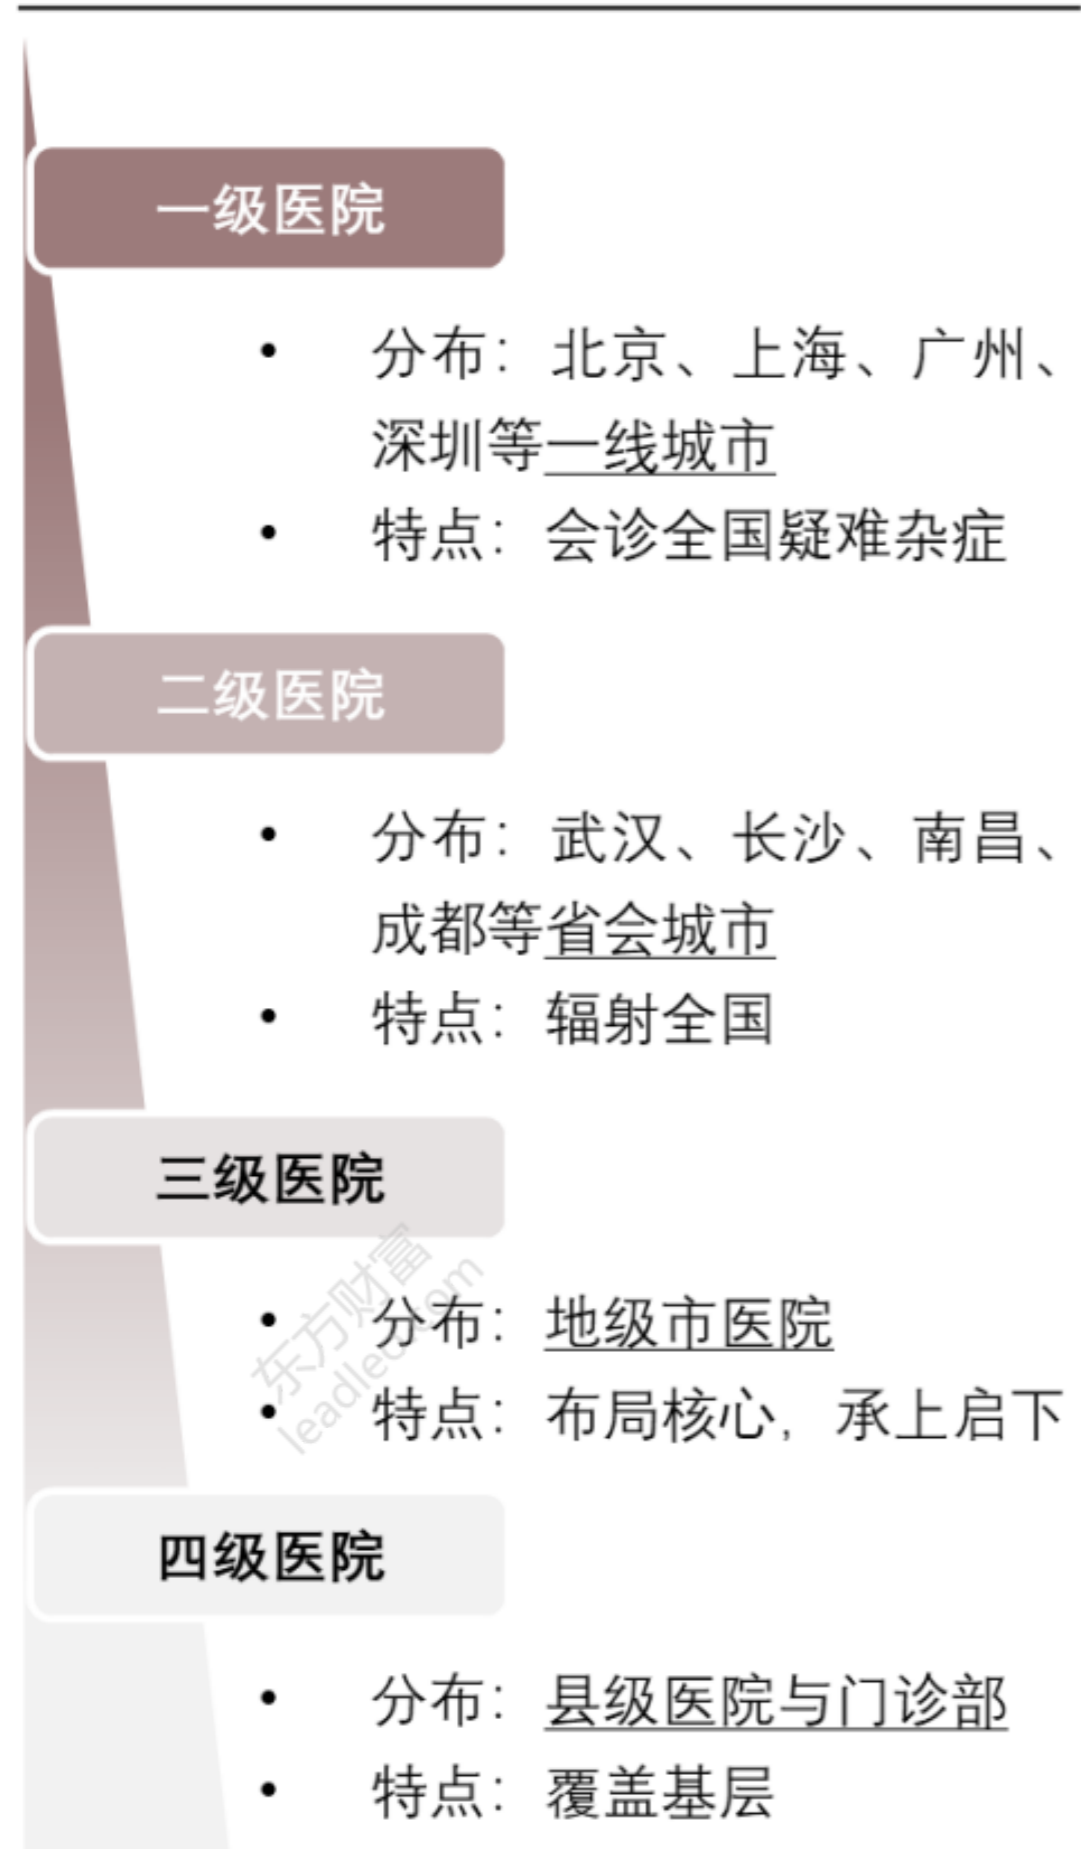 一级医院
• 分布：北京、上海、广州、
深圳等一线城市
• 特点：会诊全国疑难杂症
二级医院
• 分布：武汉、长沙、南昌、
成都等省会城市
• 特点：辐射全国
三级医院
• 分布：地级市医院
• 特点：布局核心，承上启下
四级医院
• 分布：县级医院与门诊部
• 特点：覆盖基层
东方财富